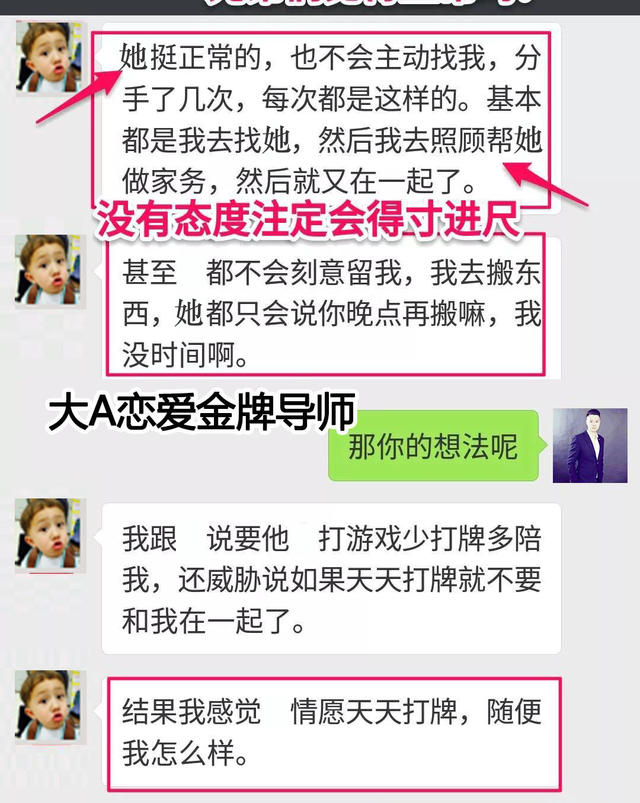 她挺正常的，也不会主动找我，分
手了几次，每次都是这样的。基本
都是我去找她，然后我去照顾帮她
做家务，然后就又在一起了。
没有态度注定会得寸进尺
甚至 都不会刻意留我，我去搬东
西，她都只会说你晚点再搬嘛，我
没时间啊。
大A恋爱金牌导师
那你的想法呢
我跟 说要他 打游戏少打牌多陪
我，还威胁说如果天天打牌就不要
和我在一起了。
结果我感觉 情愿天天打牌，随便
我怎么样。